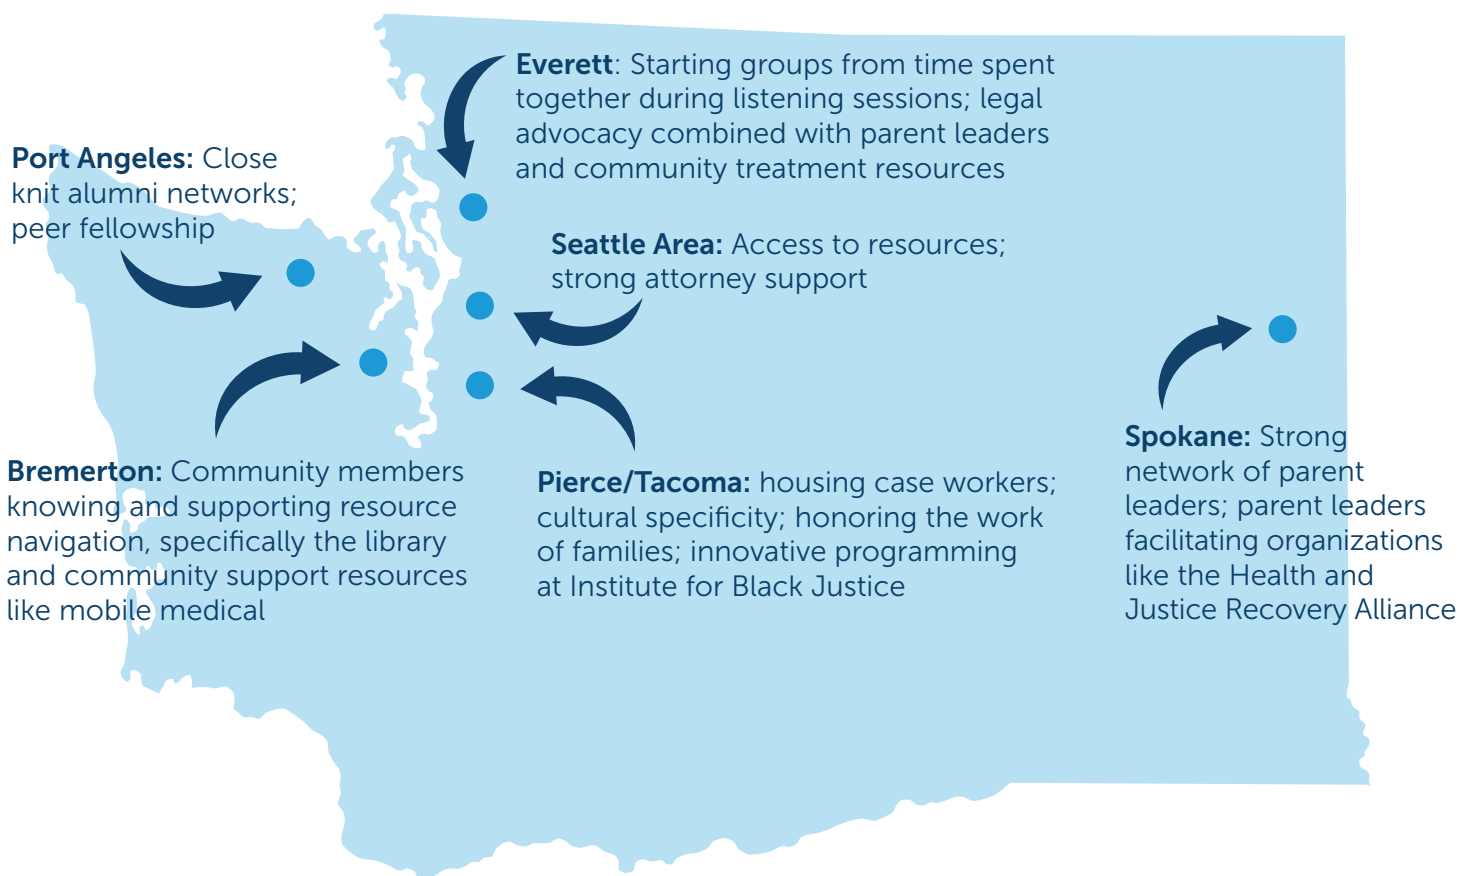 Everett: Starting groups from time spent
together during listening sessions; legal
advocacy combined with parent leaders
and community treatment resources
Port Angeles: Close
knit alumni networks;
peer fellowship
Seattle Area: Access to resources;
strong attorney support
Bremerton: Community members
knowing and supporting resource
navigation, specifically the library
and community support resources
like mobile medical
Pierce/Tacoma: housing case workers;
cultural specificity; honoring the work
of families; innovative programming
at Institute for Black Justice
Spokane: Strong
network of parent
leaders; parent leaders
facilitating organizations
like the Health and
Justice Recovery Alliance